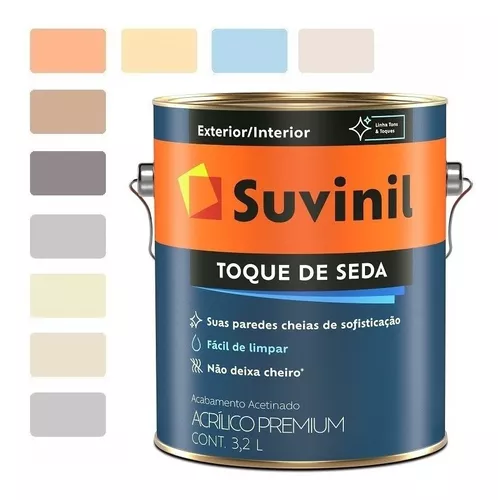 Exterior/Interior
Linha Tons
& Toques
Suvinil
TOQUE DE SEDA
Suas paredes cheias de sofisticação
Fácil de limpar
Não deixa cheiro*
Acabamento Acetinado
ACRÍLICO PREMIUM
CONT. 3,2 L